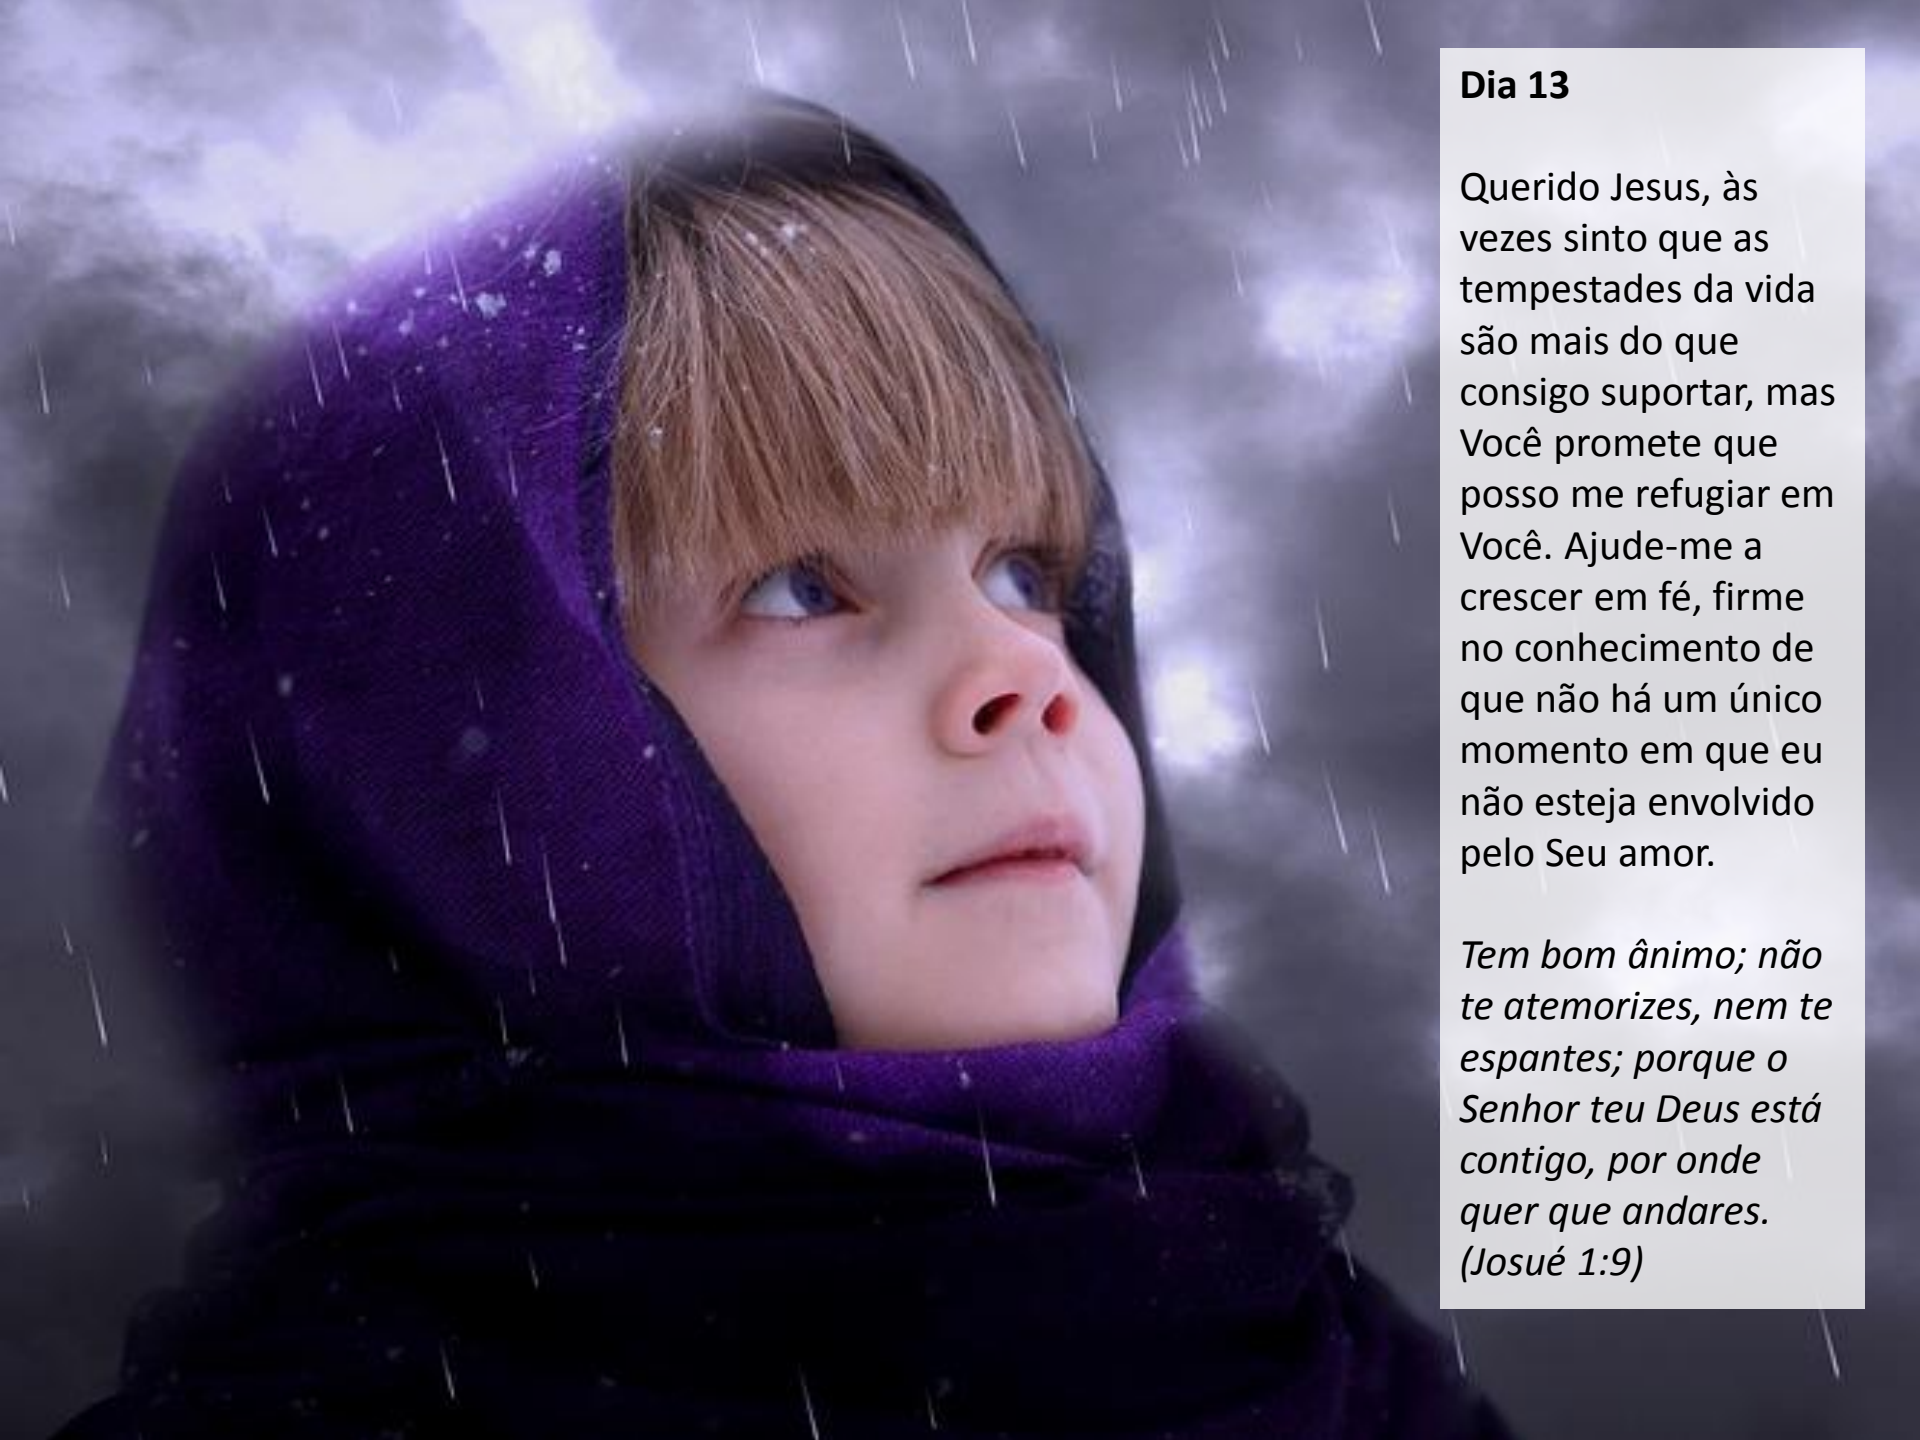 Dia 13
Querido Jesus, às
vezes sinto que as
tempestades da vida
são mais do que
consigo suportar, mas
Você promete que
posso me refugiar em
Você. Ajude-me a
crescer em fé, firme
no conhecimento de
que não há um único
momento em que eu
não esteja envolvido
pelo Seu amor.
Tem bom ânimo; não
te atemorizes, nem te
espantes; porque o
Senhor teu Deus está
contigo, por onde
quer que andares.
(Josué 1:9)